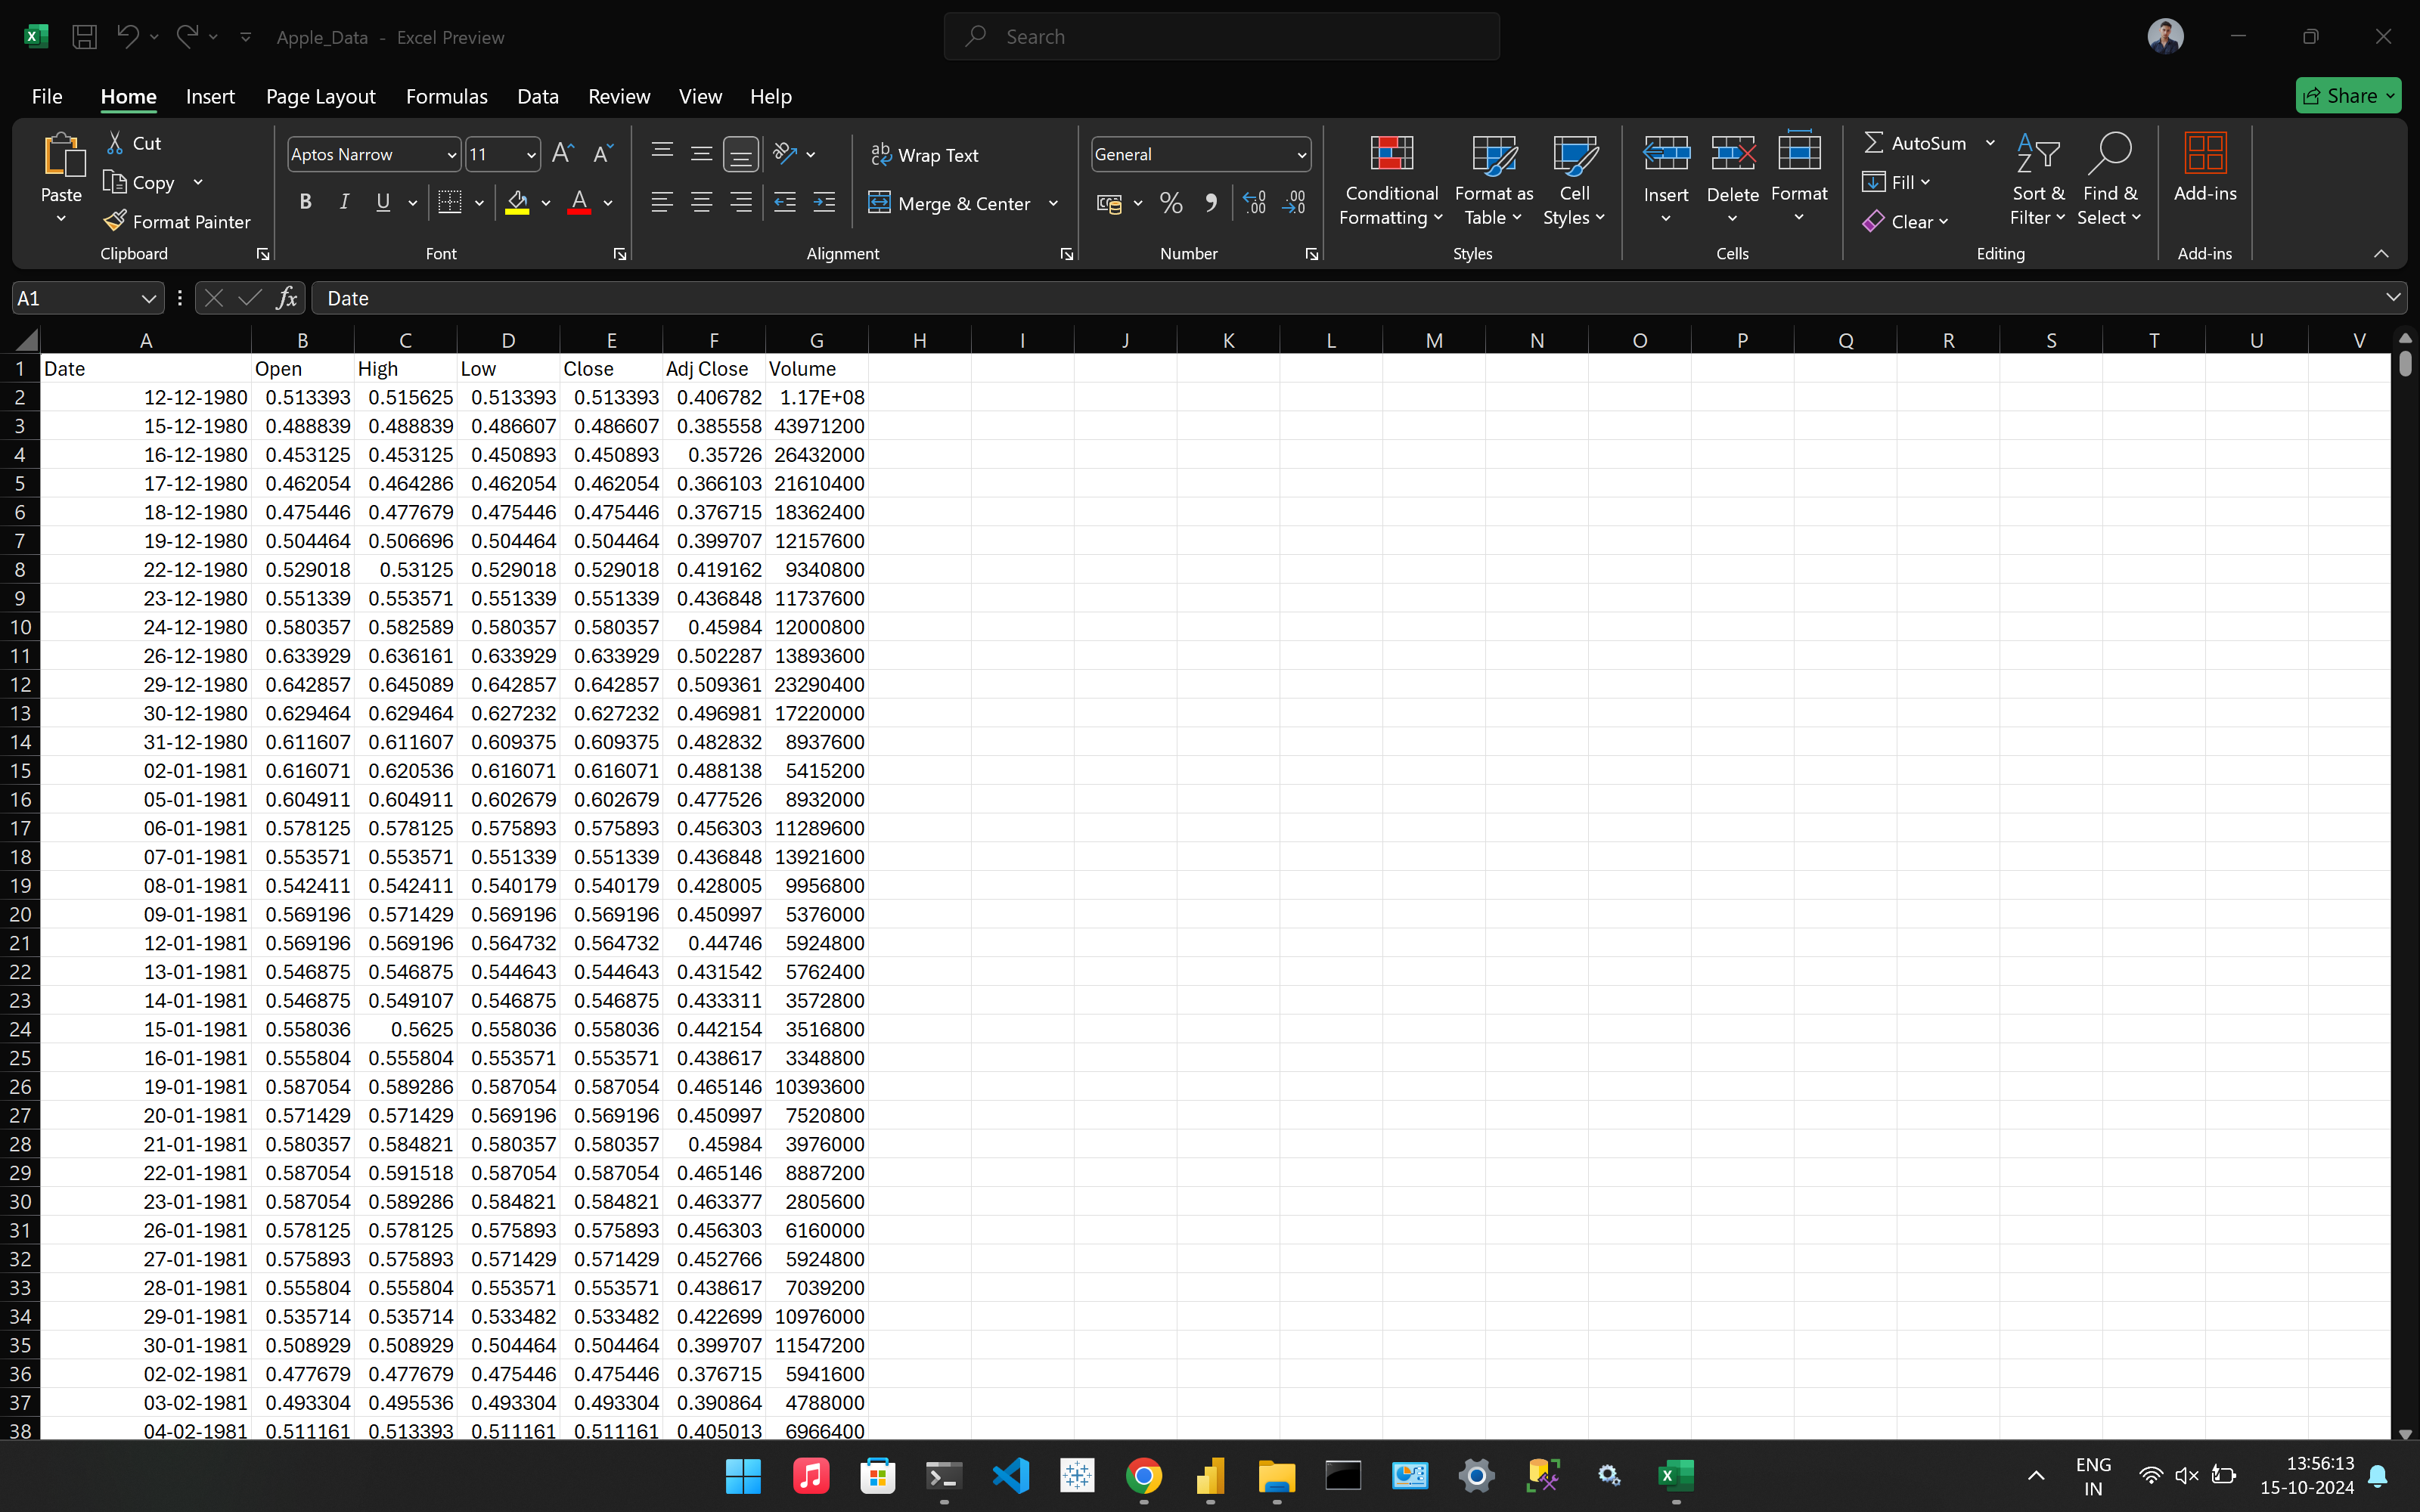 Apple_Data - Excel Preview
Search
File Home Insert Page Layout Formulas Data Review View Help
Share
Paste
Cut
Copy
Format Painter
Clipboard
Aptos Narrow 11
B I U
Font
Wrap Text
Merge & Center
Alignment
General
Number
Conditional Formatting
Format as Table
Cell Styles
Styles
Insert Delete Format
Cells
AutoSum
Fill
Clear
Sort & Filter
Find & Select
Editing
Add-ins
Add-ins
A1 fx Date
A B C D E F G H I J K L M N O P Q R S T U V
1 Date Open High Low Close Adj Close Volume
2 12-12-1980 0.513393 0.515625 0.513393 0.513393 0.406782 1.17E+08
3 15-12-1980 0.488839 0.488839 0.486607 0.486607 0.385558 43971200
4 16-12-1980 0.453125 0.453125 0.450893 0.450893 0.35726 26432000
5 17-12-1980 0.462054 0.464286 0.462054 0.462054 0.366103 21610400
6 18-12-1980 0.475446 0.477679 0.475446 0.475446 0.376715 18362400
7 19-12-1980 0.504464 0.506696 0.504464 0.504464 0.399707 12157600
8 22-12-1980 0.529018 0.53125 0.529018 0.529018 0.419162 9340800
9 23-12-1980 0.551339 0.553571 0.551339 0.551339 0.436848 11737600
10 24-12-1980 0.580357 0.582589 0.580357 0.580357 0.45984 12000800
11 26-12-1980 0.633929 0.636161 0.633929 0.633929 0.502287 13893600
12 29-12-1980 0.642857 0.645089 0.642857 0.642857 0.509361 23290400
13 30-12-1980 0.629464 0.629464 0.627232 0.627232 0.496981 17220000
14 31-12-1980 0.611607 0.611607 0.609375 0.609375 0.482832 8937600
15 02-01-1981 0.616071 0.620536 0.616071 0.616071 0.488138 5415200
16 05-01-1981 0.604911 0.604911 0.602679 0.602679 0.477526 8932000
17 06-01-1981 0.578125 0.578125 0.575893 0.575893 0.456303 11289600
18 07-01-1981 0.553571 0.553571 0.551339 0.551339 0.436848 13921600
19 08-01-1981 0.542411 0.542411 0.540179 0.540179 0.428005 9956800
20 09-01-1981 0.569196 0.571429 0.569196 0.569196 0.450997 5376000
21 12-01-1981 0.569196 0.569196 0.564732 0.564732 0.44746 5924800
22 13-01-1981 0.546875 0.546875 0.544643 0.544643 0.431542 5762400
23 14-01-1981 0.546875 0.549107 0.546875 0.546875 0.433311 3572800
24 15-01-1981 0.558036 0.5625 0.558036 0.558036 0.442154 3516800
25 16-01-1981 0.555804 0.555804 0.553571 0.553571 0.438617 3348800
26 19-01-1981 0.587054 0.589286 0.587054 0.587054 0.465146 10393600
27 20-01-1981 0.571429 0.571429 0.569196 0.569196 0.450997 7520800
28 21-01-1981 0.580357 0.584821 0.580357 0.580357 0.45984 3976000
29 22-01-1981 0.587054 0.591518 0.587054 0.587054 0.465146 8887200
30 23-01-1981 0.587054 0.589286 0.584821 0.584821 0.463377 2805600
31 26-01-1981 0.578125 0.578125 0.575893 0.575893 0.456303 6160000
32 27-01-1981 0.575893 0.575893 0.571429 0.571429 0.452766 5924800
33 28-01-1981 0.555804 0.555804 0.553571 0.553571 0.438617 7039200
34 29-01-1981 0.535714 0.535714 0.533482 0.533482 0.422699 10976000
35 30-01-1981 0.508929 0.508929 0.504464 0.504464 0.399707 11547200
36 02-02-1981 0.477679 0.477679 0.475446 0.475446 0.376715 5941600
37 03-02-1981 0.493304 0.495536 0.493304 0.493304 0.390864 4788000
38 04-02-1981 0.511161 0.513393 0.511161 0.511161 0.405013 6966400
ENG
IN
13:56:13
15-10-2024